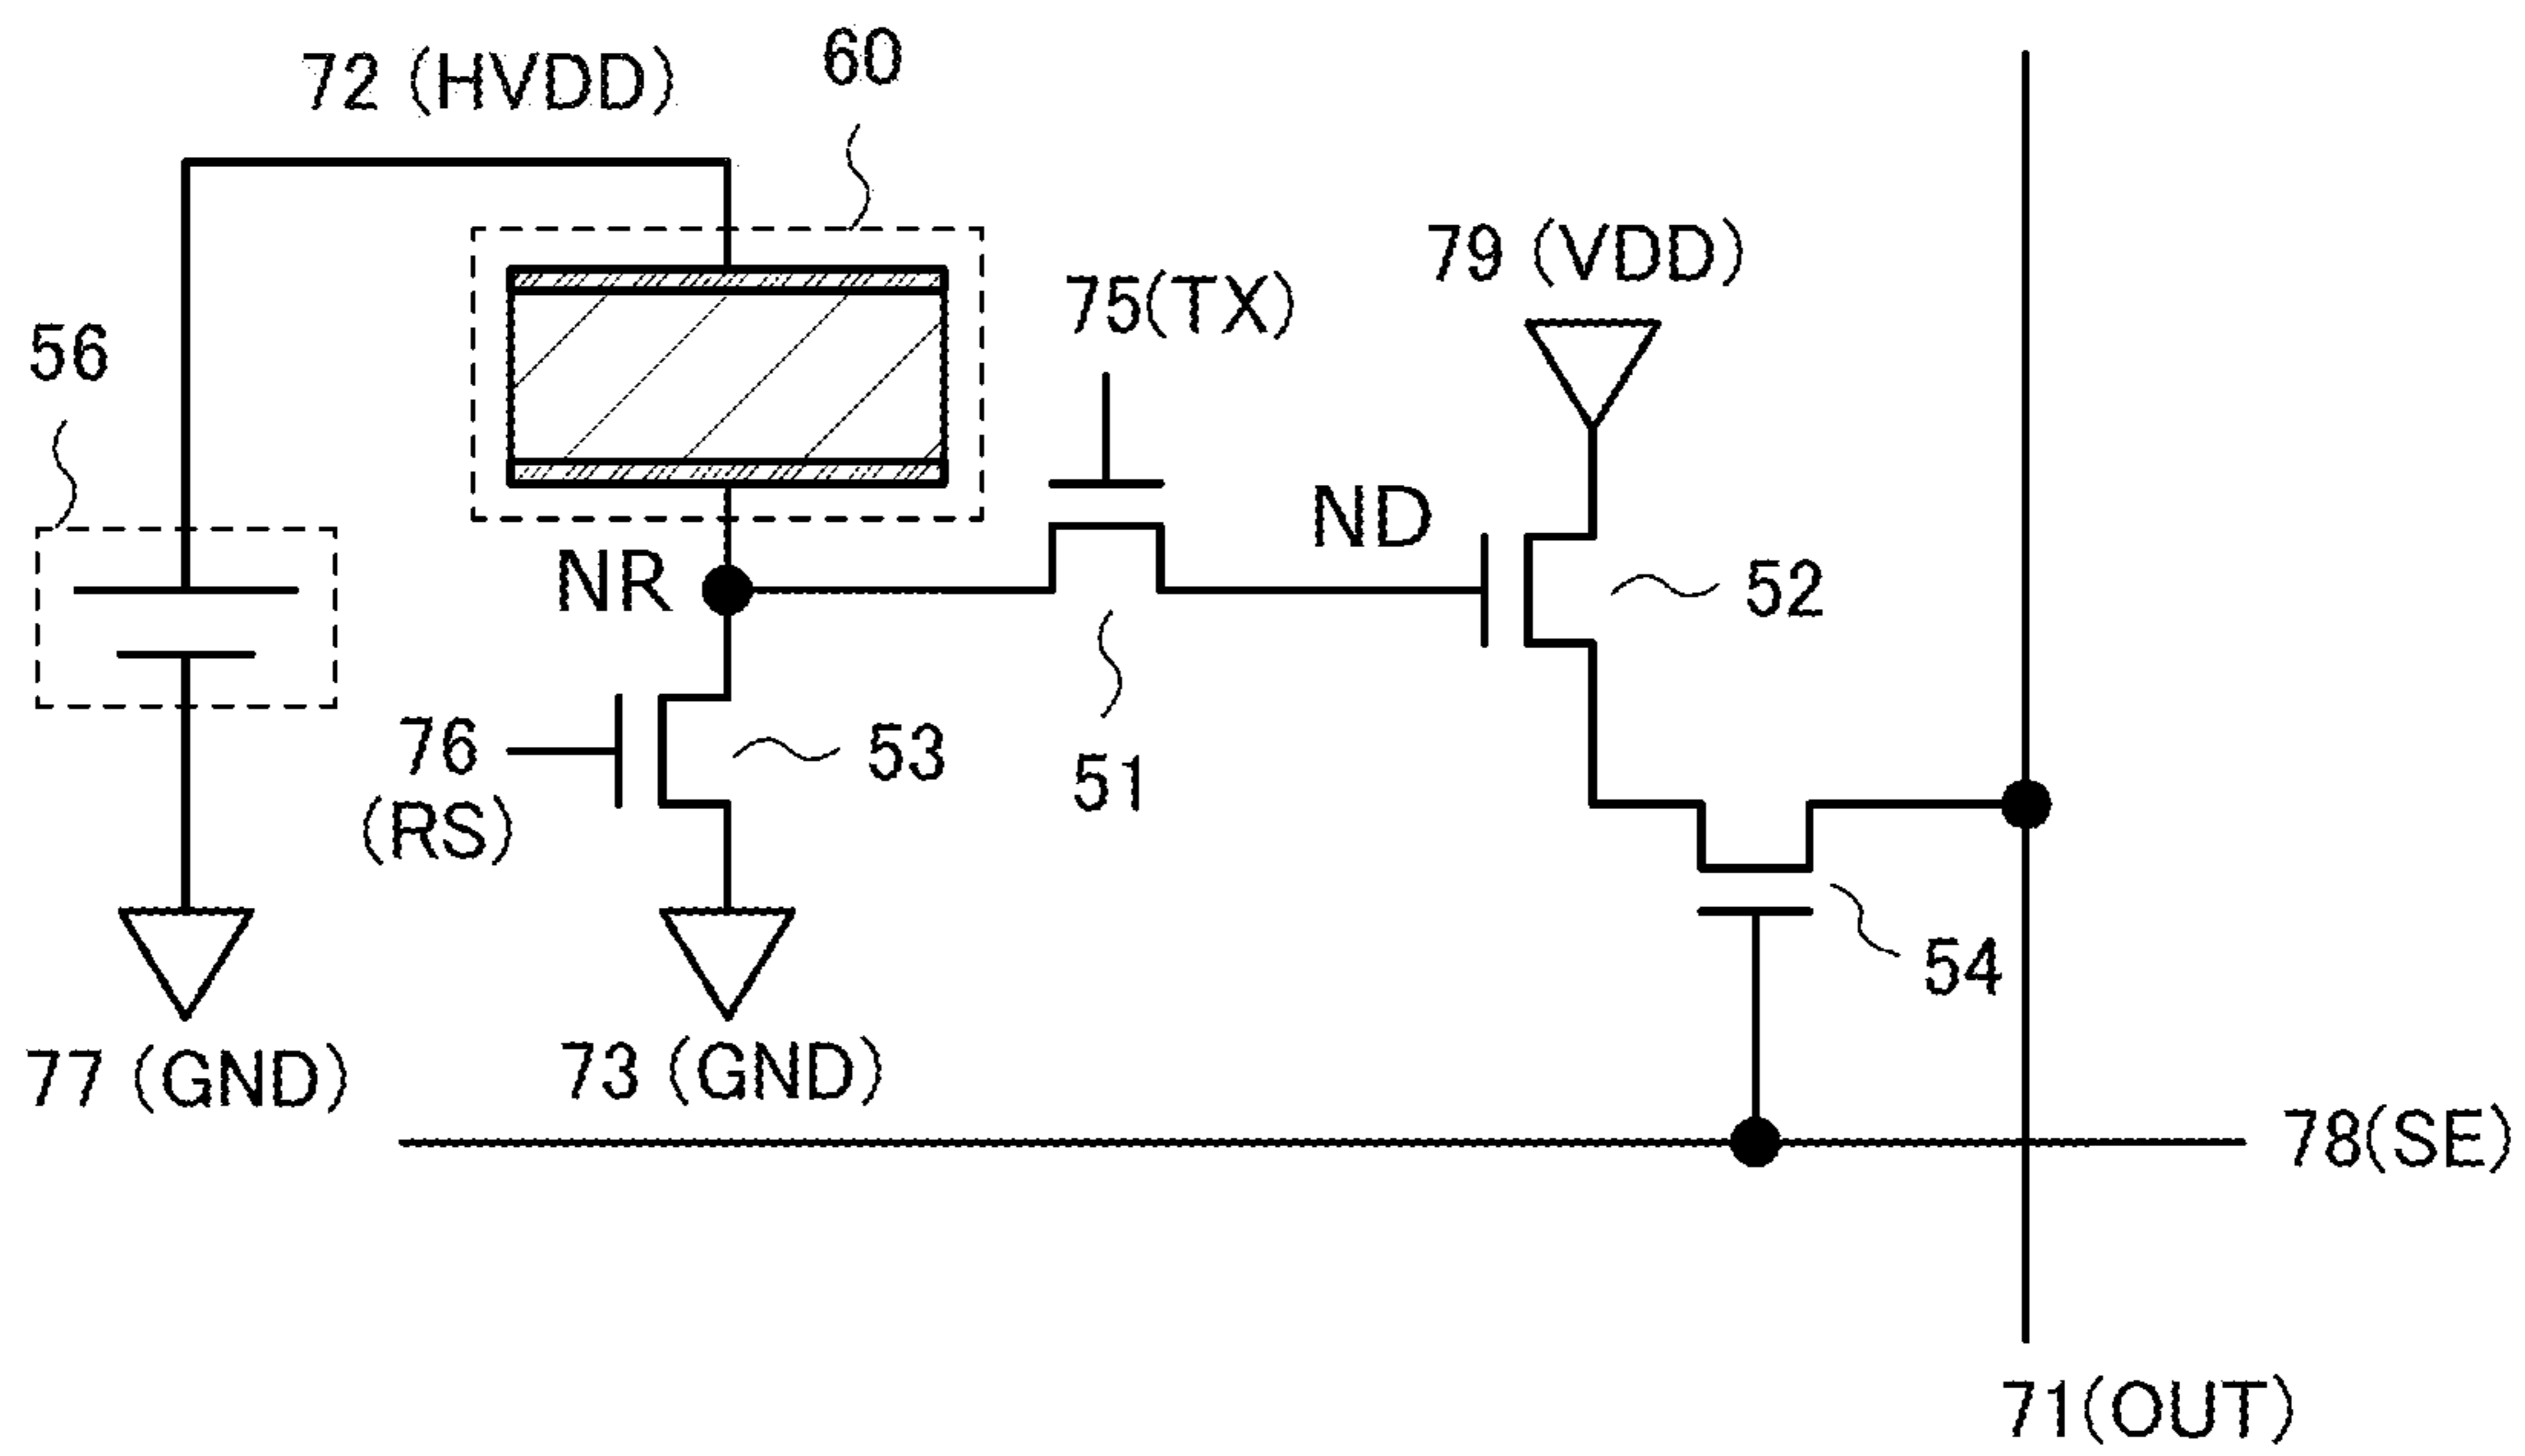 72 (HVDD)
60
79 (VDD)
75(TX)
56
ND
NR
52
76
(RS)
53
51
54
77 (GND)
73 (GND)
78(SE)
71(OUT)